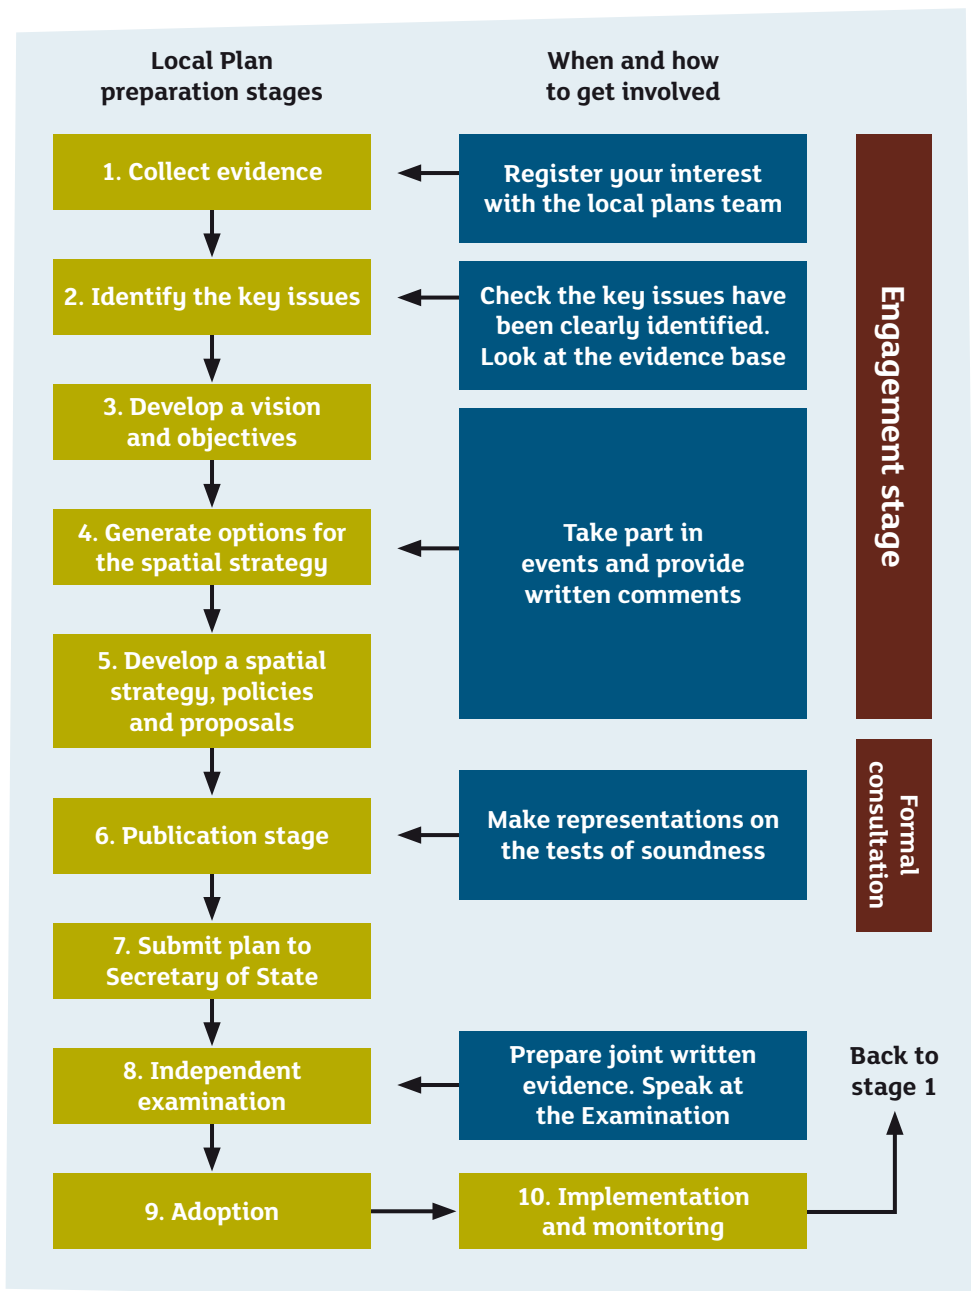 Local Plan
preparation stages
When and how
to get involved
1. Collect evidence
Register your interest
with the local plans team
2. Identify the key issues
Check the key issues have
been clearly identified.
Look at the evidence base
3. Develop a vision
and objectives
4. Generate options for
the spatial strategy
Take part in
events and provide
written comments
5. Develop a spatial
strategy, policies
and proposals
Engagement stage
6. Publication stage
Make representations on
the tests of soundness
Formal
consultation
7. Submit plan to
Secretary of State
8. Independent
examination
Prepare joint written
evidence. Speak at
the Examination
Back to
stage 1
9. Adoption
10. Implementation
and monitoring